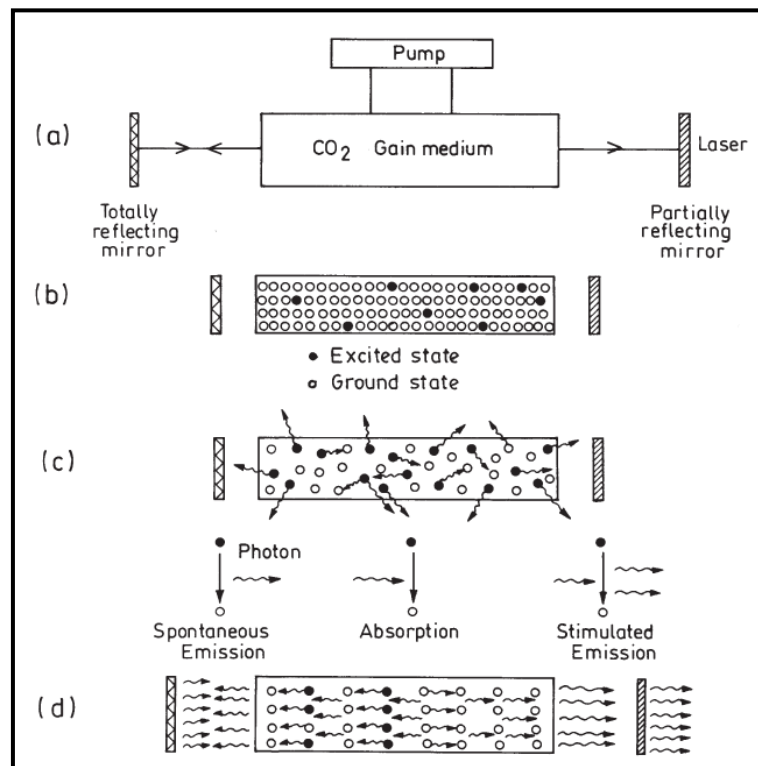 Pump
(a)
CO2 Gain medium
Laser
Totally
reflecting
mirror
Partially
reflecting
mirror
(b)
● Excited state
○ Ground state
(c)
Photon
Spontaneous
Emission
Absorption
Stimulated
Emission
(d)